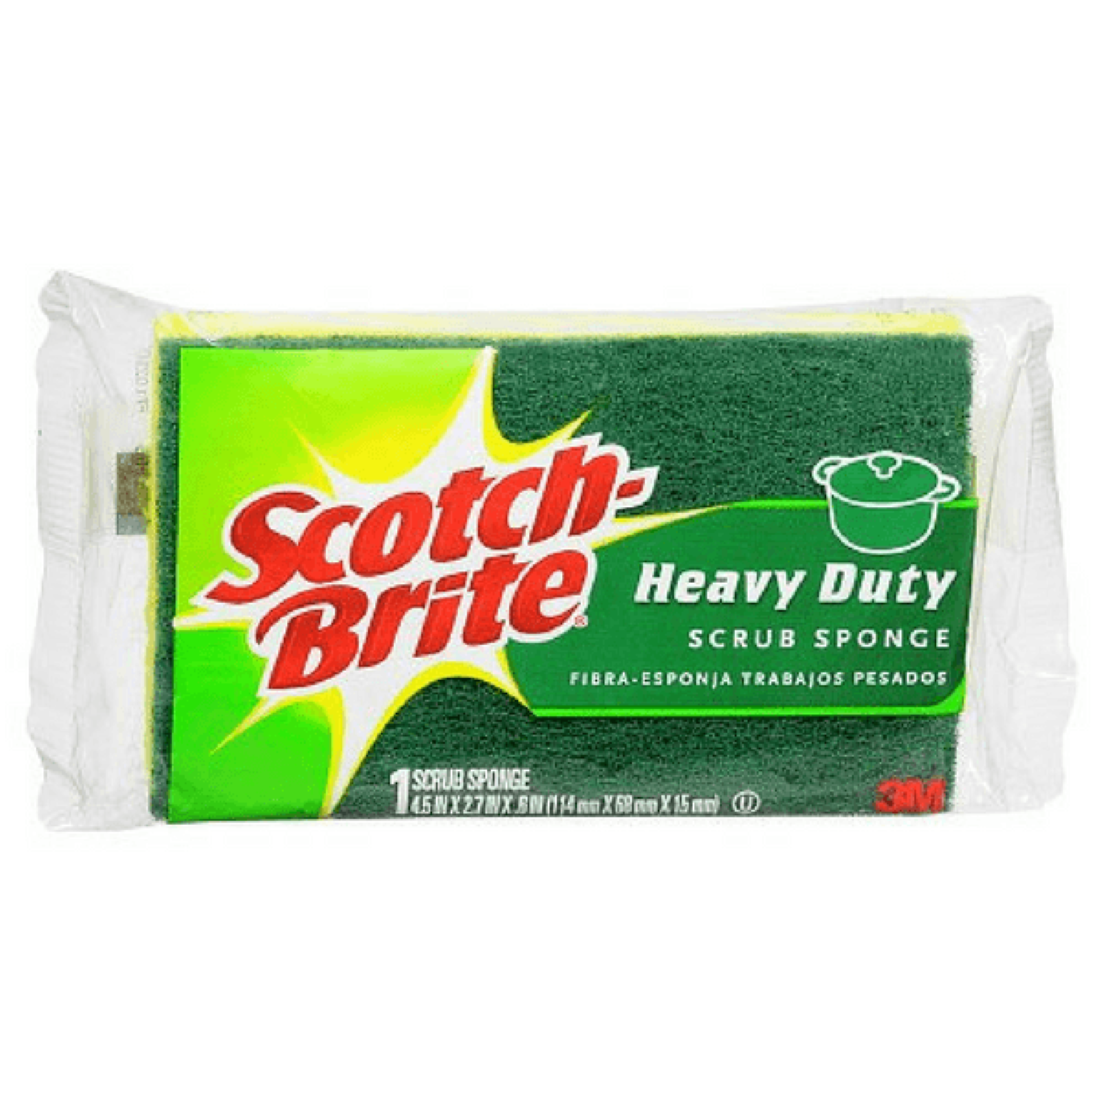 Scotch-
Brite®
Heavy Duty
SCRUB SPONGE
FIBRA-ESPONJA TRABAJOS PESADOS
1 SCRUB SPONGE
4.5 IN X 2.7 IN X .6 IN (114 mm X 68 mm X 15 mm) U
3M